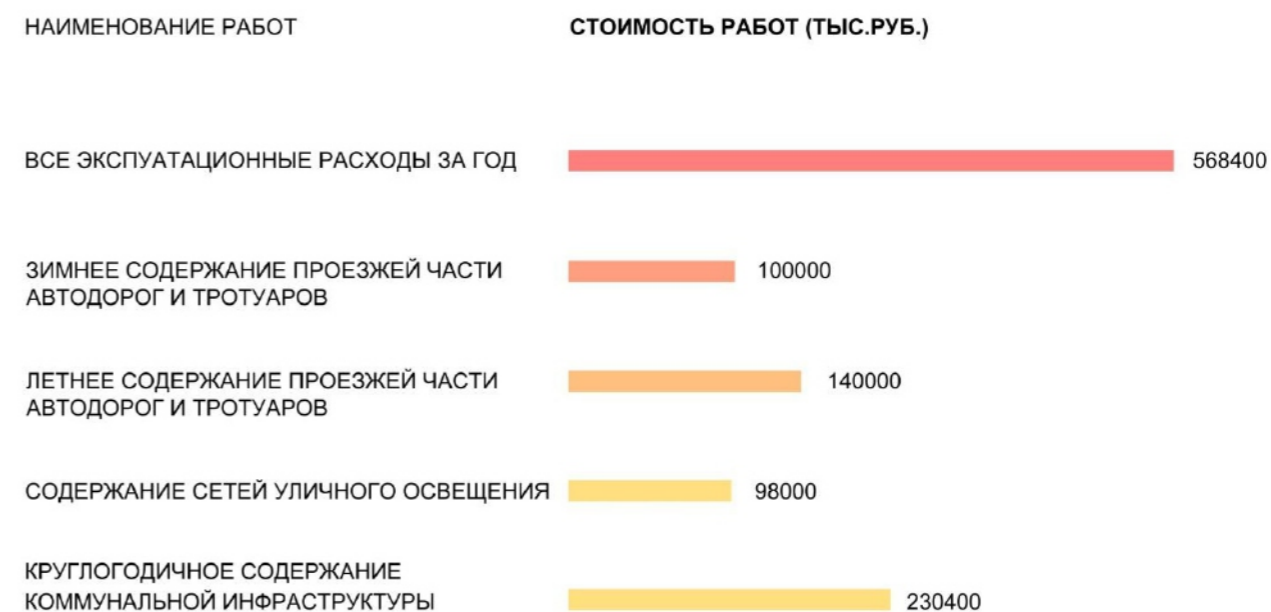 НАИМЕНОВАНИЕ РАБОТ
СТОИМОСТЬ РАБОТ (ТЫС.РУБ.)
ВСЕ ЭКСПУАТАЦИОННЫЕ РАСХОДЫ ЗА ГОД
568400
ЗИМНЕЕ СОДЕРЖАНИЕ ПРОЕЗЖЕЙ ЧАСТИ
АВТОДОРОГ И ТРОТУАРОВ
100000
ЛЕТНЕЕ СОДЕРЖАНИЕ ПРОЕЗЖЕЙ ЧАСТИ
АВТОДОРОГ И ТРОТУАРОВ
140000
СОДЕРЖАНИЕ СЕТЕЙ УЛИЧНОГО ОСВЕЩЕНИЯ
98000
КРУГЛОГОДИЧНОЕ СОДЕРЖАНИЕ
КОММУНАЛЬНОЙ ИНФРАСТРУКТУРЫ
230400